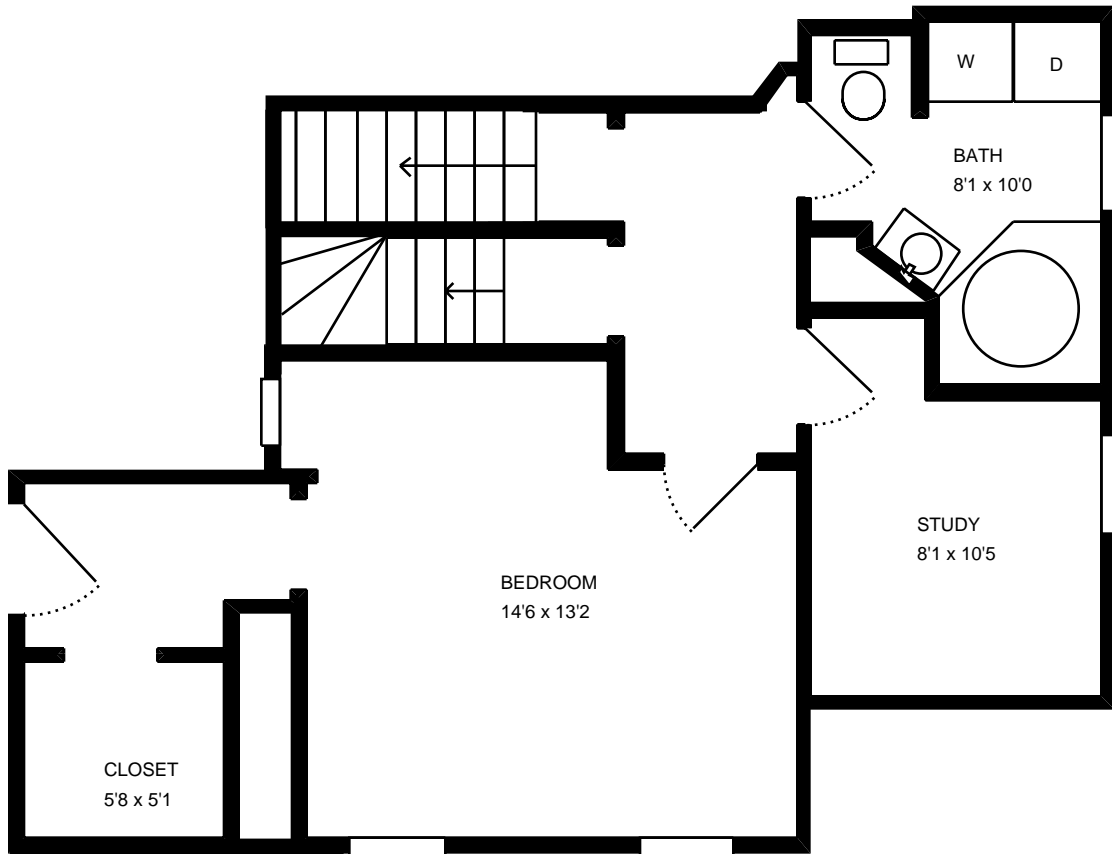 W
D
BATH
8'1 x 10'0
STUDY
8'1 x 10'5
BEDROOM
14'6 x 13'2
CLOSET
5'8 x 5'1